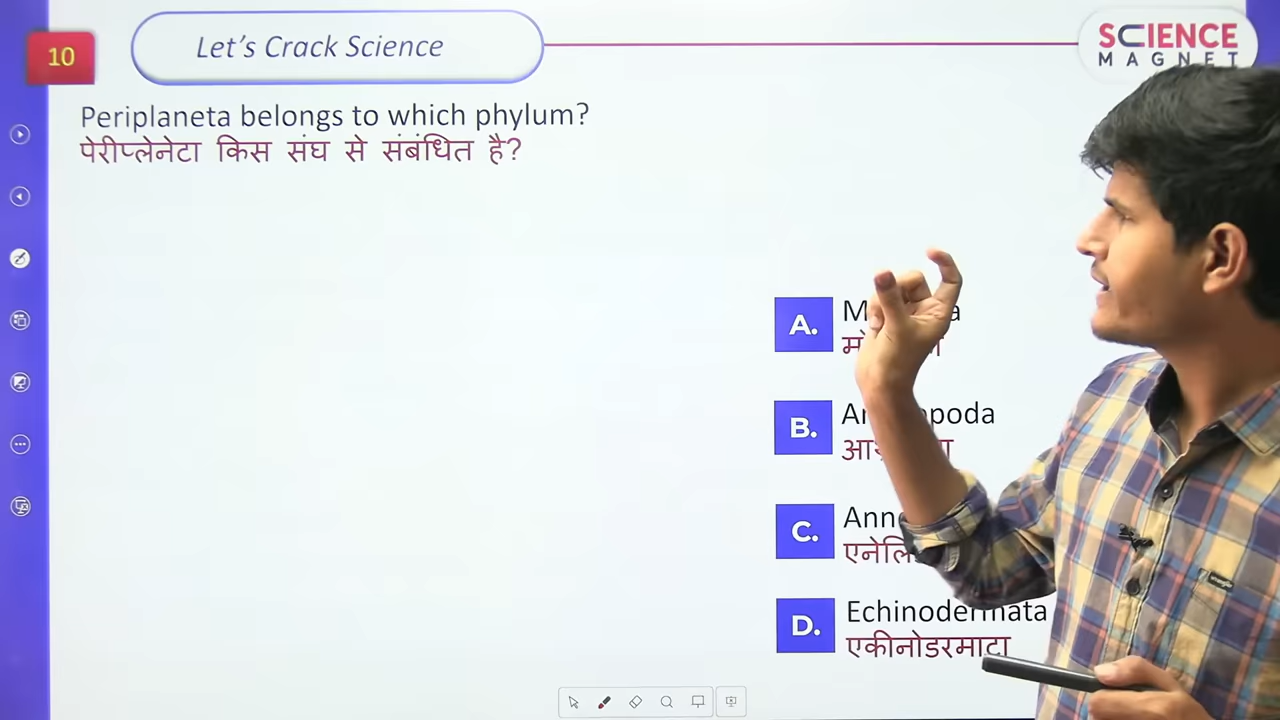 10
Let's Crack Science
SCIENCE
MAGNET
Periplaneta belongs to which phylum?
पेरीप्लेनेटा किस संघ से संबंधित है?
A.
B.
C.
D.
Echinodermata
एकीनोडरमाटा